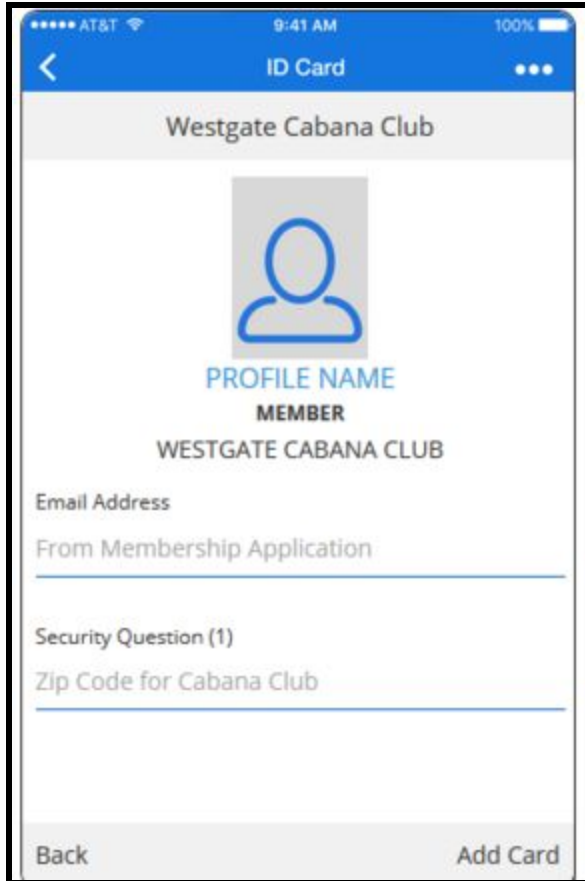 AT&T 9:41 AM 100%
ID Card
Westgate Cabana Club
PROFILE NAME
MEMBER
WESTGATE CABANA CLUB
Email Address
From Membership Application
Security Question (1)
Zip Code for Cabana Club
Back Add Card